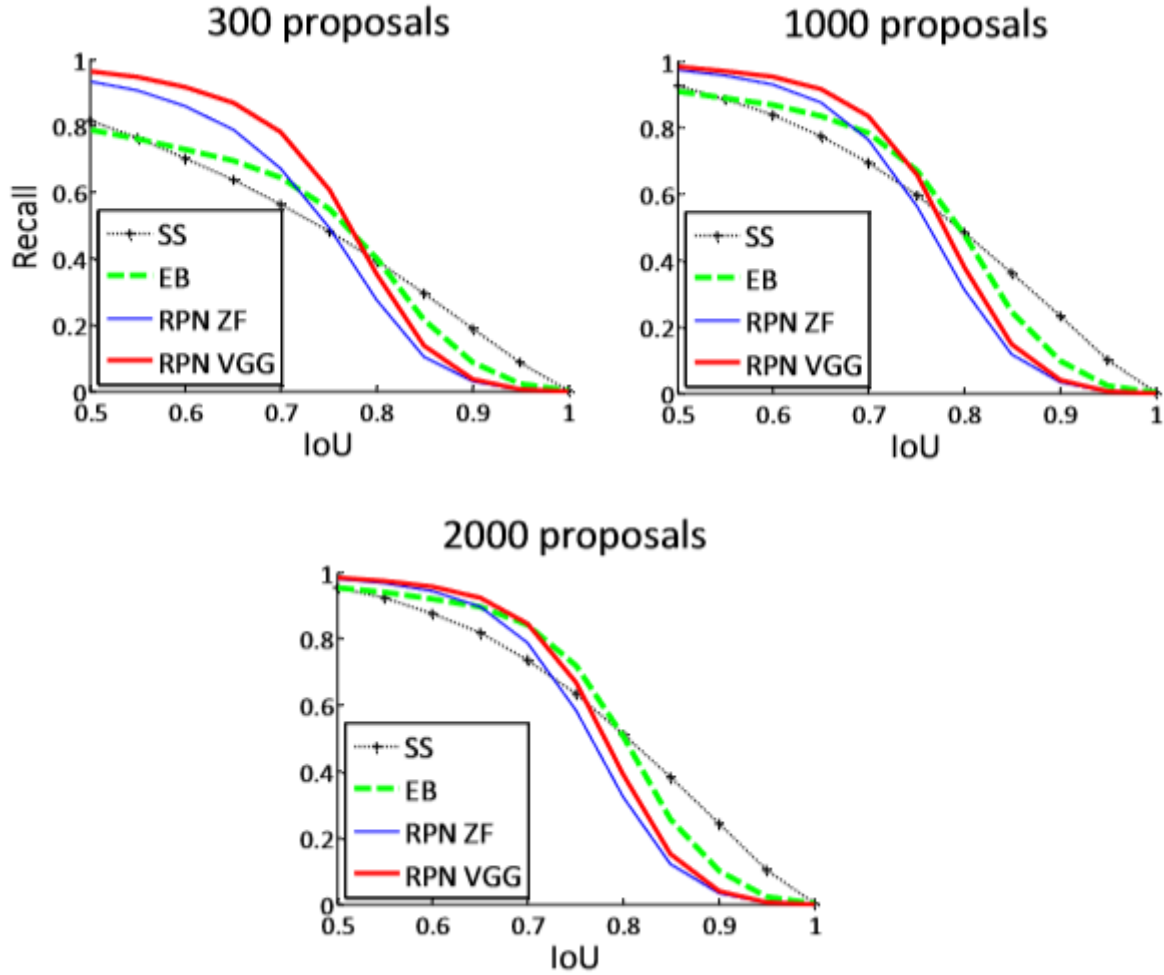 300 proposals
1
0.8
0.6
0.4
0.2
0
Recall
SS
EB
RPN ZF
RPN VGG
0.5 0.6 0.7 0.8 0.9 1
IoU
1000 proposals
1
0.8
0.6
0.4
0.2
0
SS
EB
RPN ZF
RPN VGG
0.5 0.6 0.7 0.8 0.9 1
IoU
2000 proposals
1
0.8
0.6
0.4
0.2
0
SS
EB
RPN ZF
RPN VGG
0.5 0.6 0.7 0.8 0.9 1
IoU